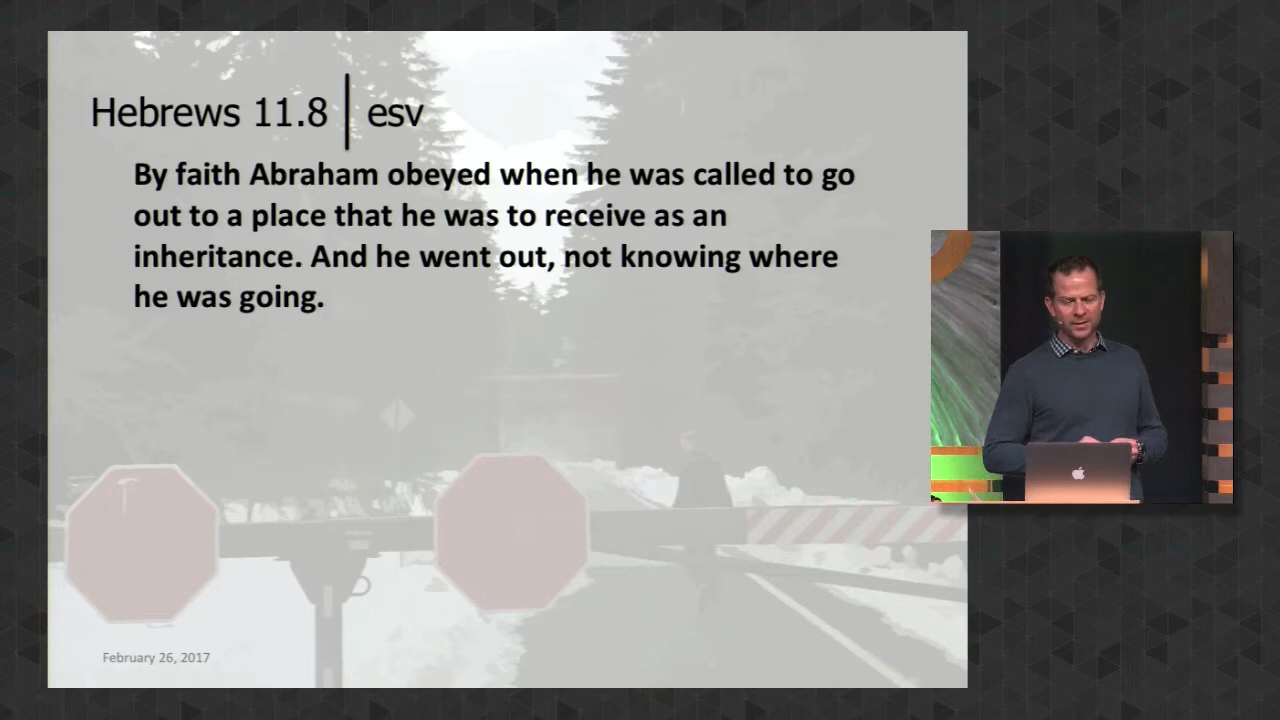 Hebrews 11.8 | esv
By faith Abraham obeyed when he was called to go
out to a place that he was to receive as an
inheritance. And he went out, not knowing where
he was going.
February 26, 2017